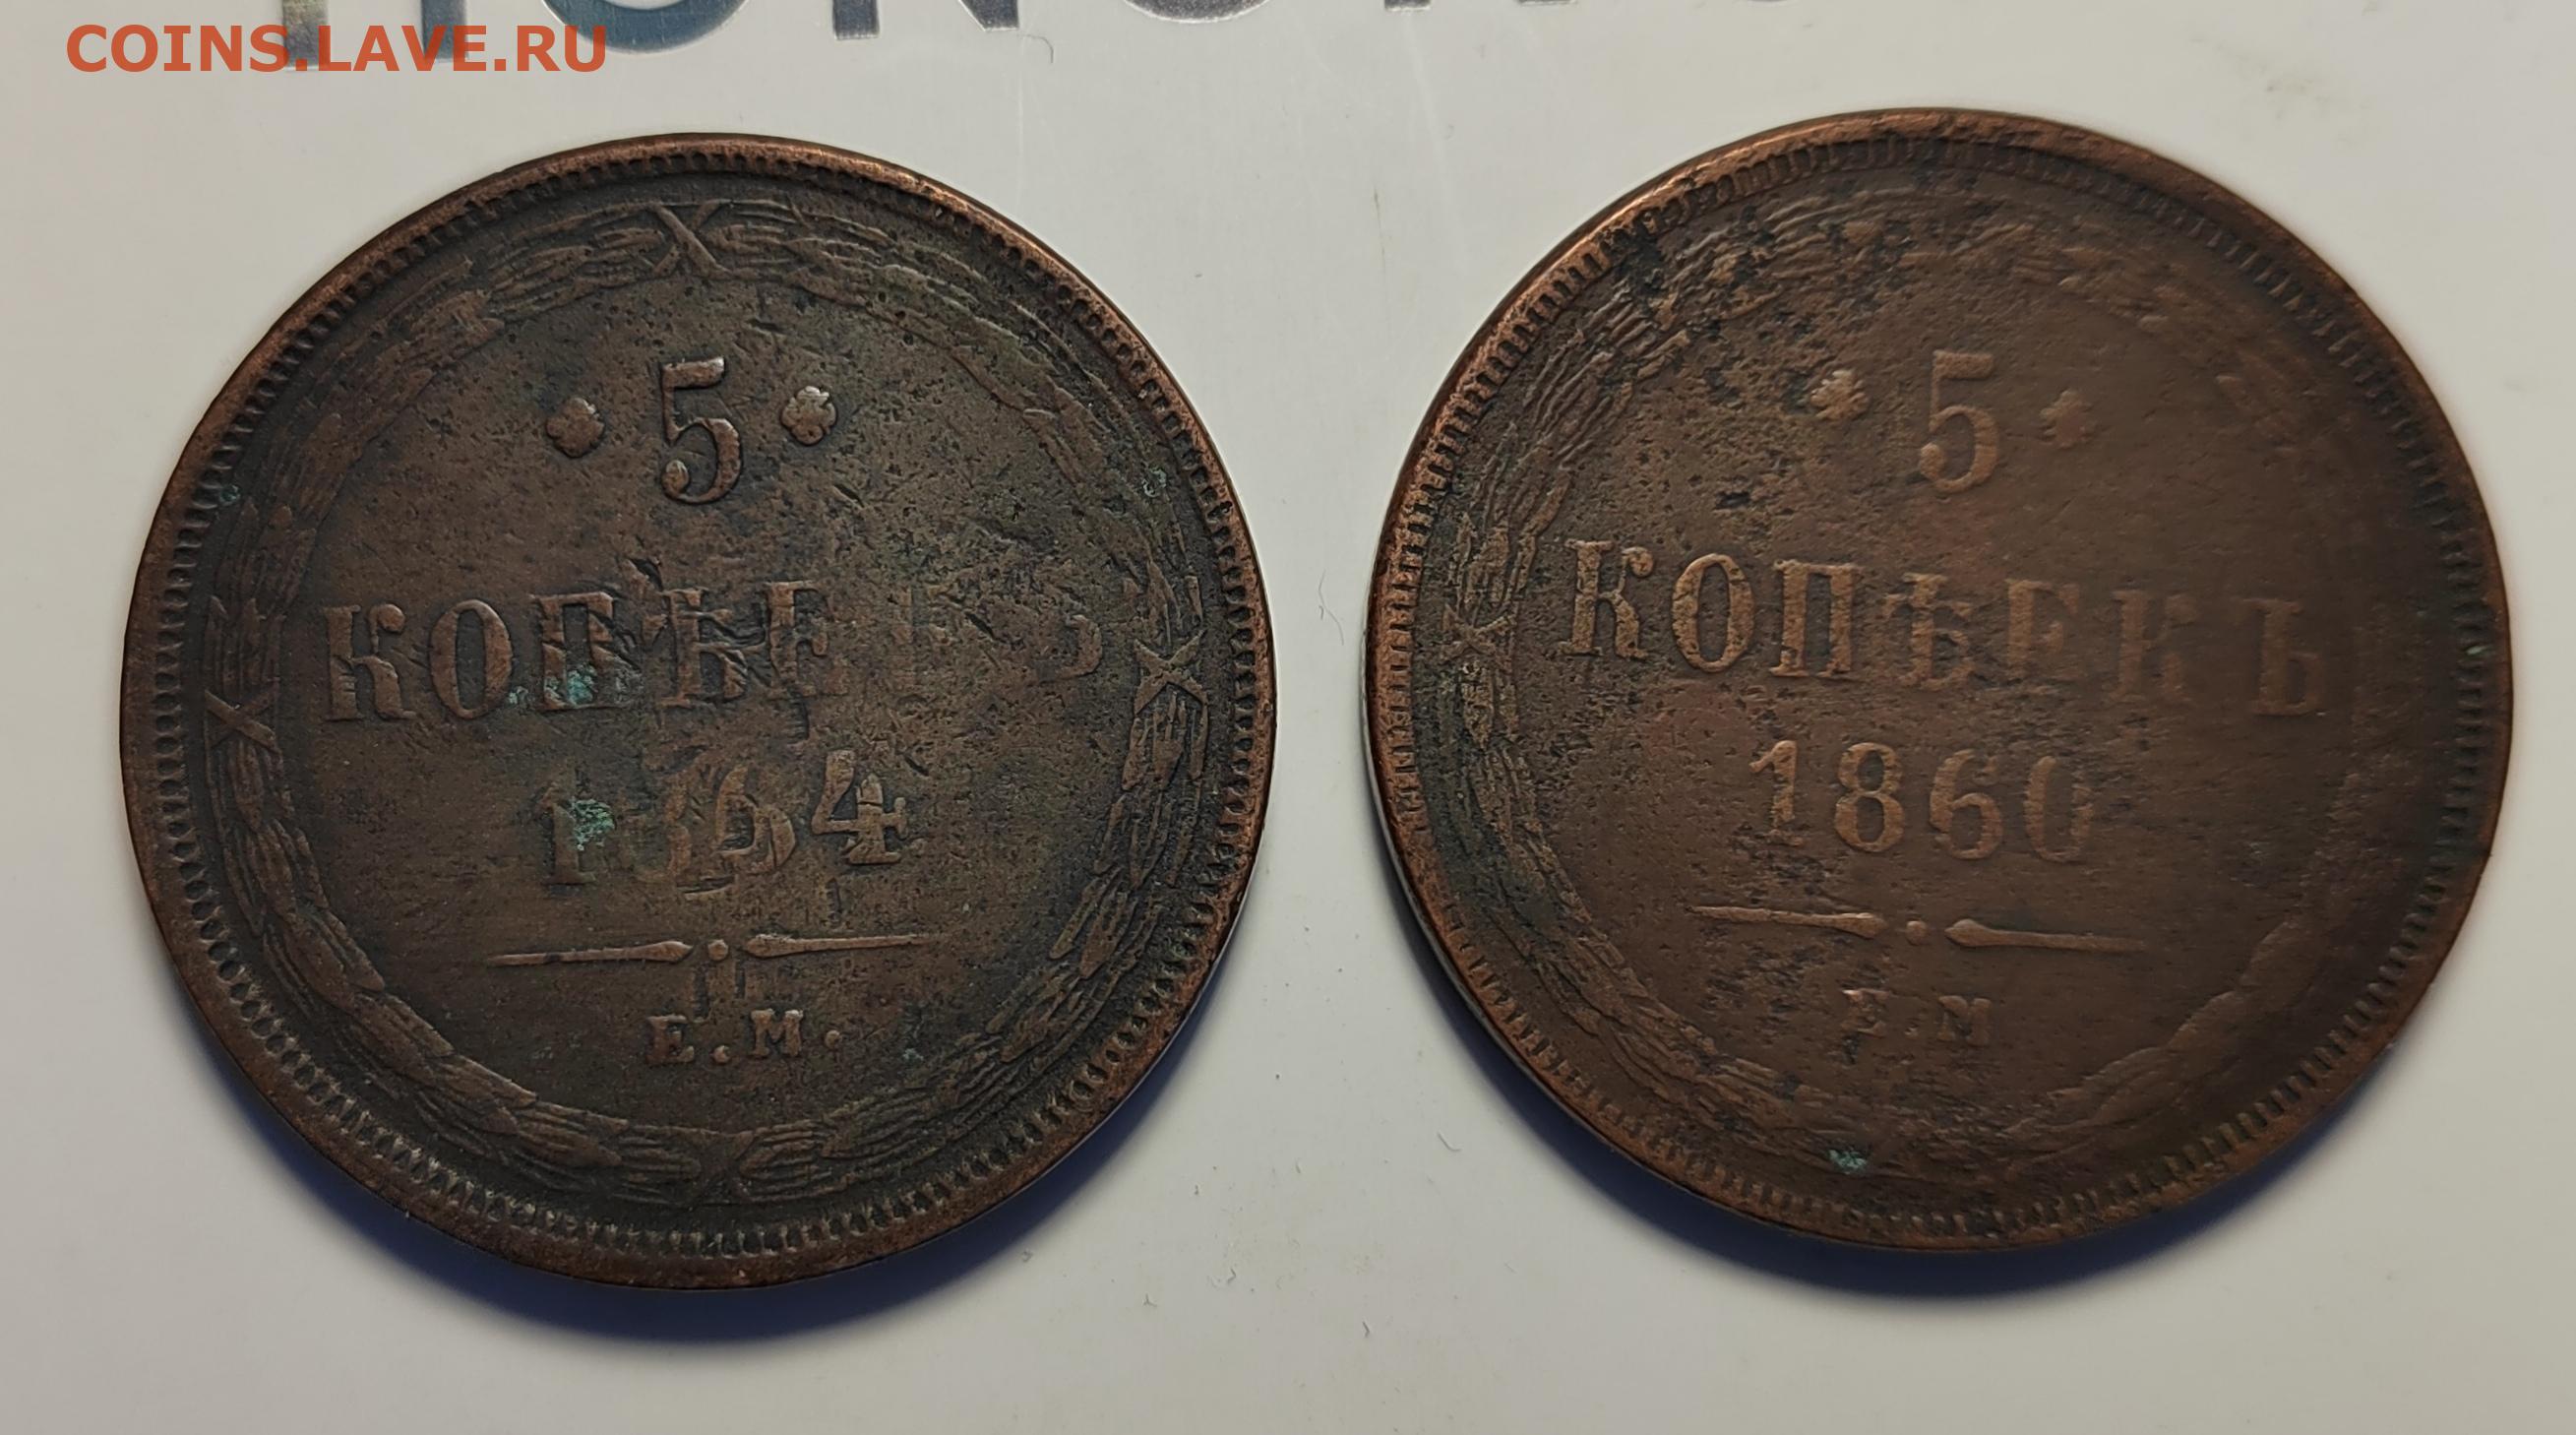 COINS.LAVE.RU
5
КОПѢЕКЪ
1864
Е.М.
5
КОПѢЕКЪ
1860
Е.М